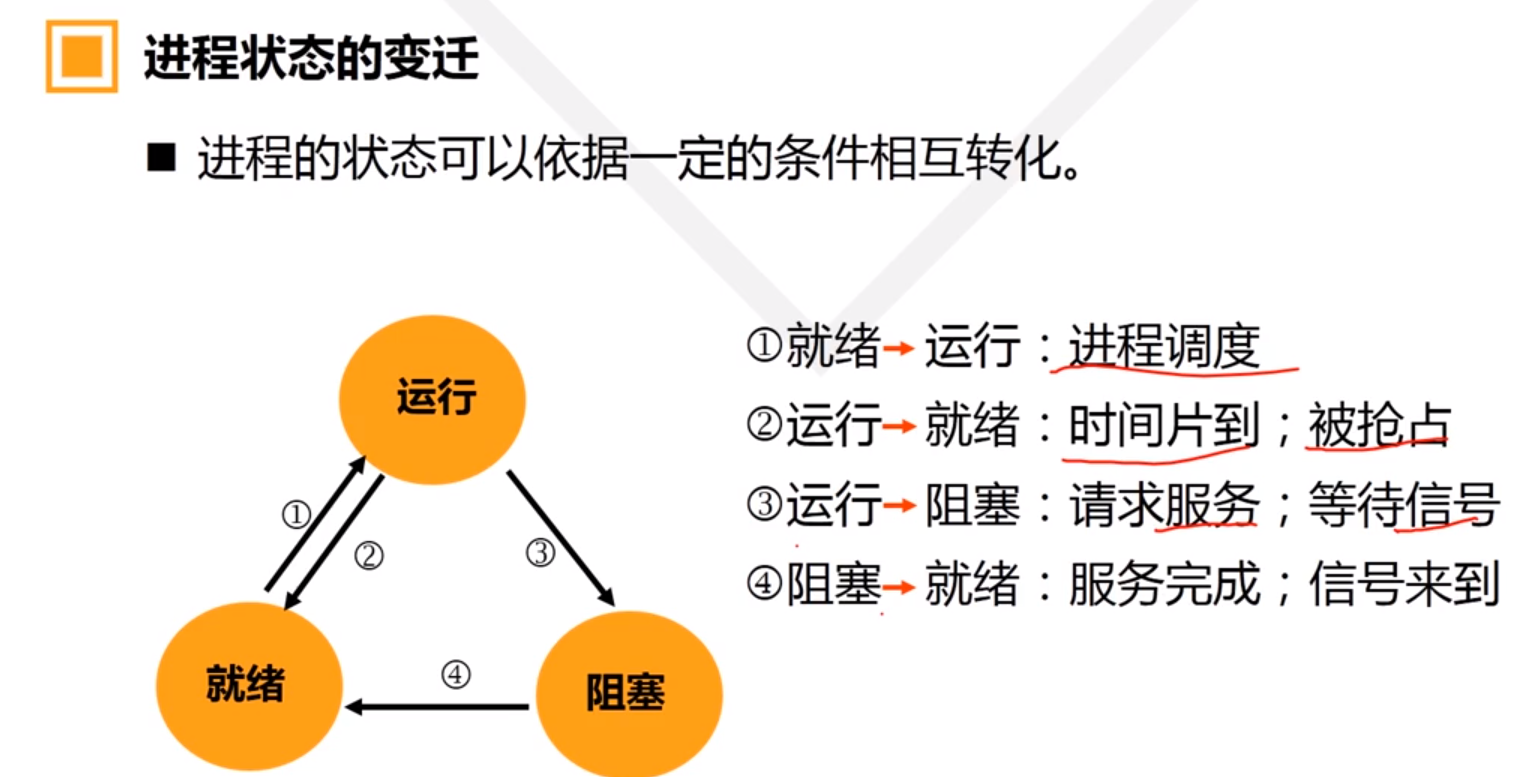 进程状态的变迁
■ 进程的状态可以依据一定的条件相互转化。
运行
①就绪→运行：进程调度
②运行→就绪：时间片到；被抢占
①
②
③
③运行→阻塞：请求服务；等待信号
④阻塞→就绪：服务完成；信号来到
就绪
④
阻塞